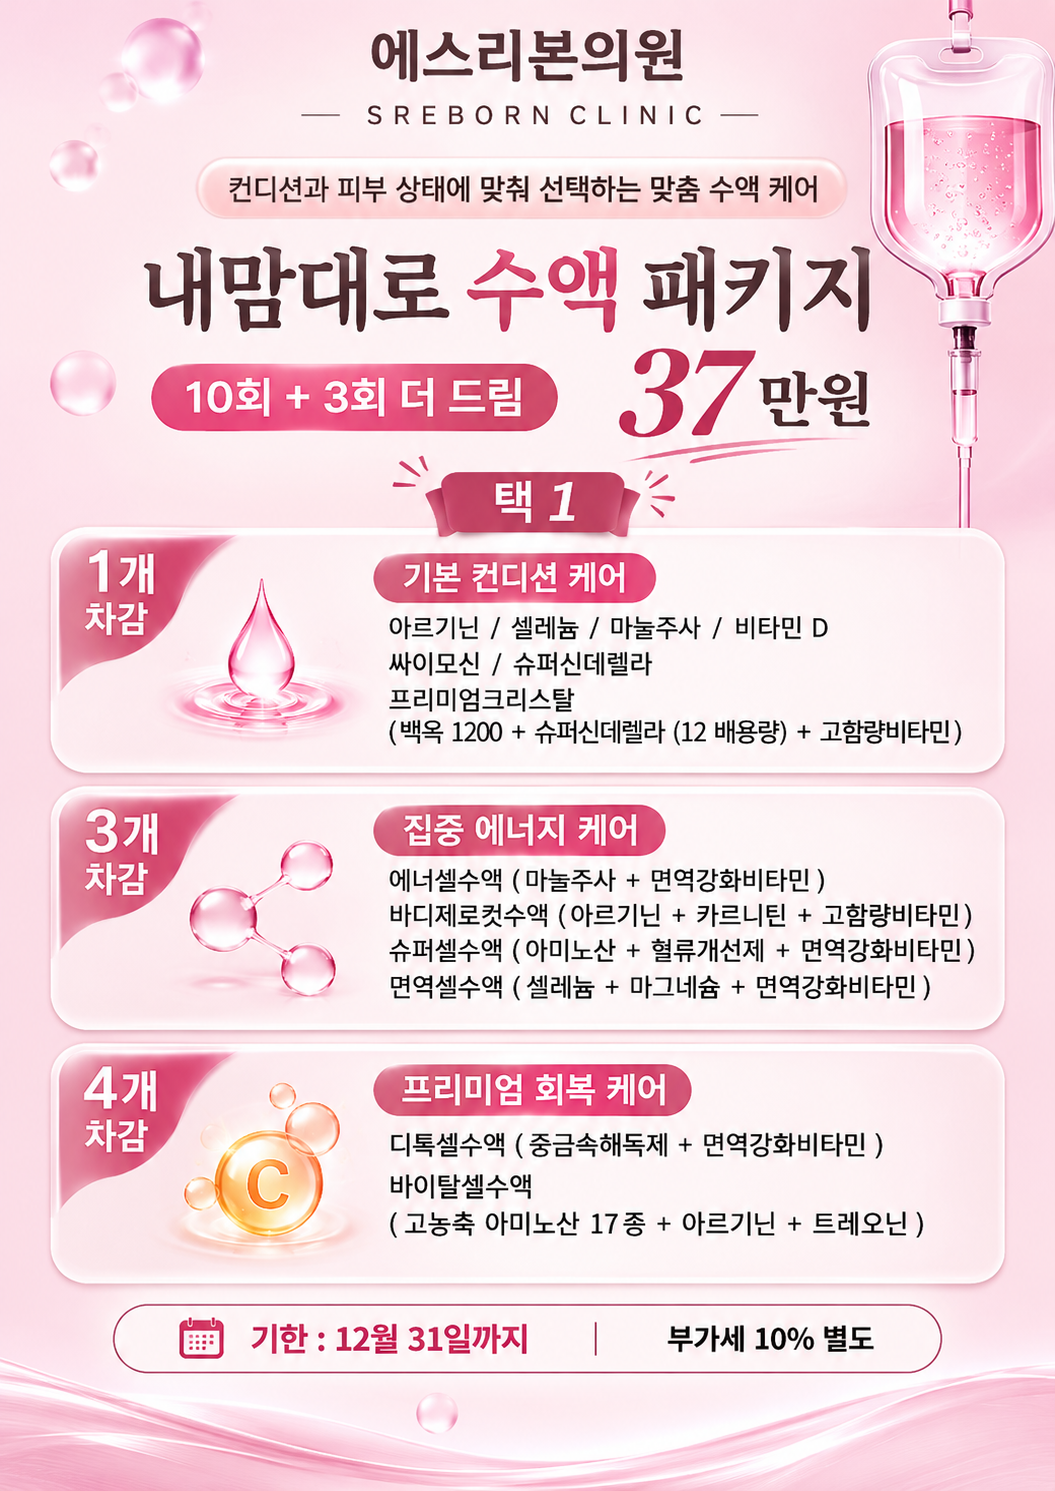 에스리본의원
SREBORN CLINIC
컨디션과 피부 상태에 맞춰 선택하는 맞춤 수액 케어
내맘대로 수액 패키지
10회 + 3회 더 드림
37만원
택 1
1개
차감
기본 컨디션 케어
아르기닌 / 셀레늄 / 마늘주사 / 비타민 D
싸이모신 / 슈퍼신데렐라
프리미엄크리스탈
(백옥 1200 + 슈퍼신데렐라 (12 배용량) + 고함량비타민)
3개
차감
집중 에너지 케어
에너셀수액 (마늘주사 + 면역강화비타민)
바디제로컷수액 (아르기닌 + 카르니틴 + 고함량비타민)
슈퍼셀수액 (아미노산 + 혈류개선제 + 면역강화비타민)
면역셀수액 (셀레늄 + 마그네슘 + 면역강화비타민)
4개
차감
프리미엄 회복 케어
C
디톡셀수액 (중금속해독제 + 면역강화비타민)
바이탈셀수액
(고농축 아미노산 17종 + 아르기닌 + 트레오닌)
기한 : 12월 31일까지
부가세 10% 별도